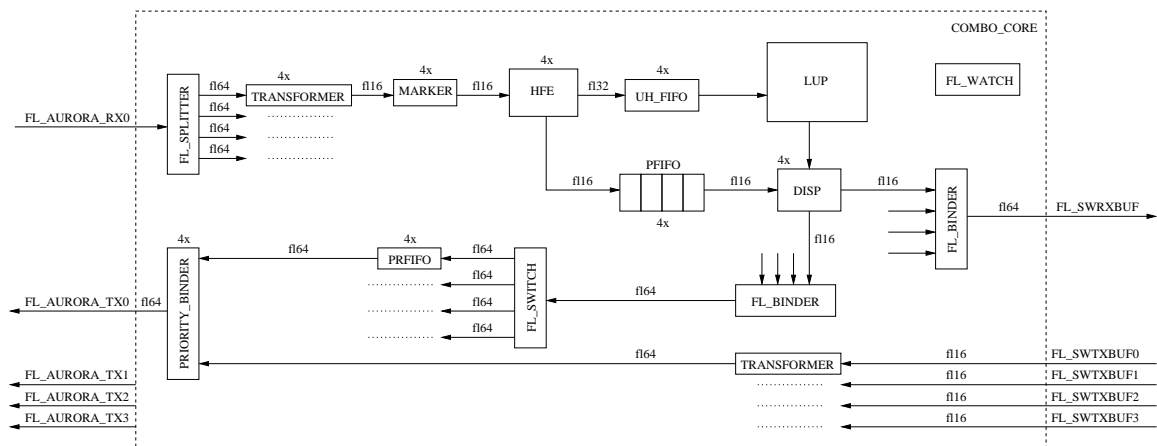 COMBO_CORE
4x
4x
4x
4x
LUP
FL_WATCH
fl64
TRANSFORMER
fl16
MARKER
fl16
HFE
fl32
UH_FIFO
FL_AURORA_RX0
FL_SPLITTER
fl64
fl64
fl64
PFIFO
4x
fl16
fl16
DISP
fl16
FL_BINDER
fl64
FL_SWRXBUF
4x
fl16
4x
PRIORITY_BINDER
fl64
4x
PRFIFO
fl64
FL_SWITCH
fl64
fl64
fl64
fl64
FL_BINDER
FL_AURORA_TX0
fl64
fl64
TRANSFORMER
fl16
FL_SWTXBUF0
FL_AURORA_TX1
fl16
FL_SWTXBUF1
FL_AURORA_TX2
fl16
FL_SWTXBUF2
FL_AURORA_TX3
fl16
FL_SWTXBUF3